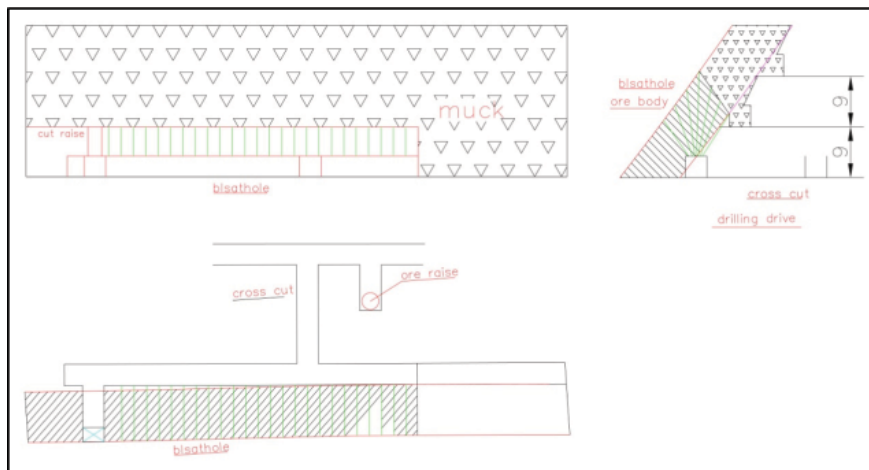 muck
cut raise
blsathole
blsathole
ore body
9
9
cross cut
drilling drive
cross cut
ore raise
blsathole